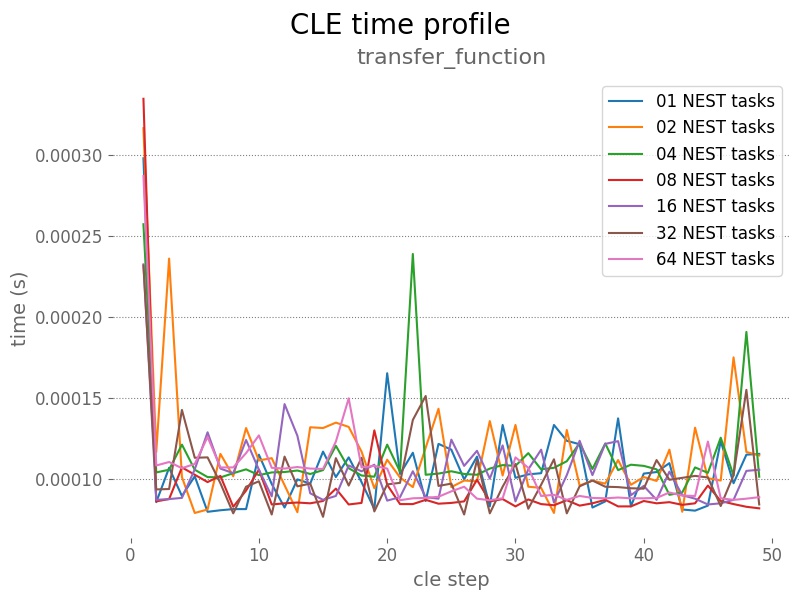 CLE time profile
transfer_function
01 NEST tasks
02 NEST tasks
04 NEST tasks
08 NEST tasks
16 NEST tasks
32 NEST tasks
64 NEST tasks
0.00030
0.00025
0.00020
0.00015
0.00010
time (s)
0 10 20 30 40 50
cle step